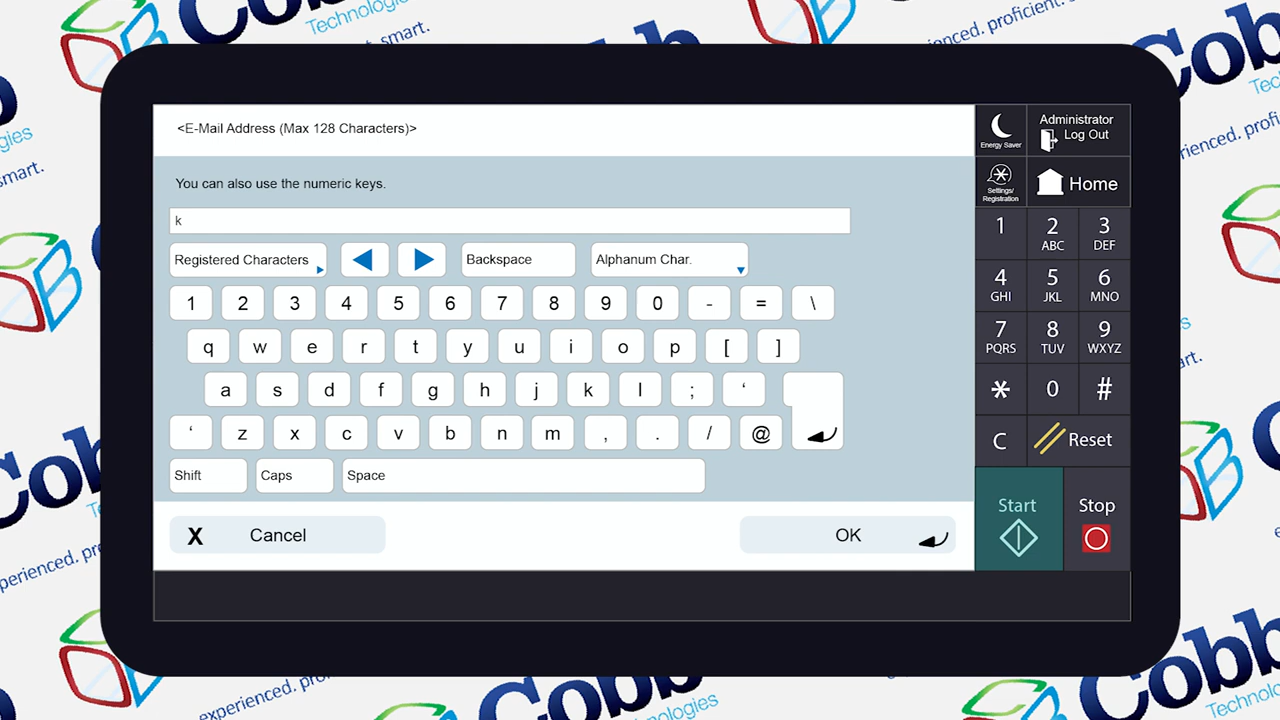 Cobb
Technologies
experienced. proficient. smart.
<E-Mail Address (Max 128 Characters)>
You can also use the numeric keys.
k
Registered Characters Backspace Alphanum Char.
1 2 3 4 5 6 7 8 9 0 - = \
q w e r t y u i o p [ ]
a s d f g h j k l ; ‘
‘ z x c v b n m , . / @
Shift Caps Space
X Cancel OK
Energy Saver
Administrator
Log Out
Settings/
Registration
Home
1 2 3
ABC DEF
4 5 6
GHI JKL MNO
7 8 9
PQRS TUV WXYZ
* 0 #
C Reset
Start Stop